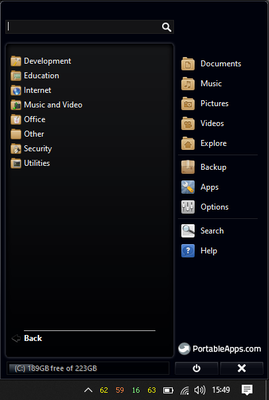 Development
Education
Internet
Music and Video
Office
Other
Security
Utilities
Back
Documents
Music
Pictures
Videos
Explore
Backup
Apps
Options
Search
Help
PortableApps.com
(C:) 189GB free of 223GB
62 59 16 63 15:49